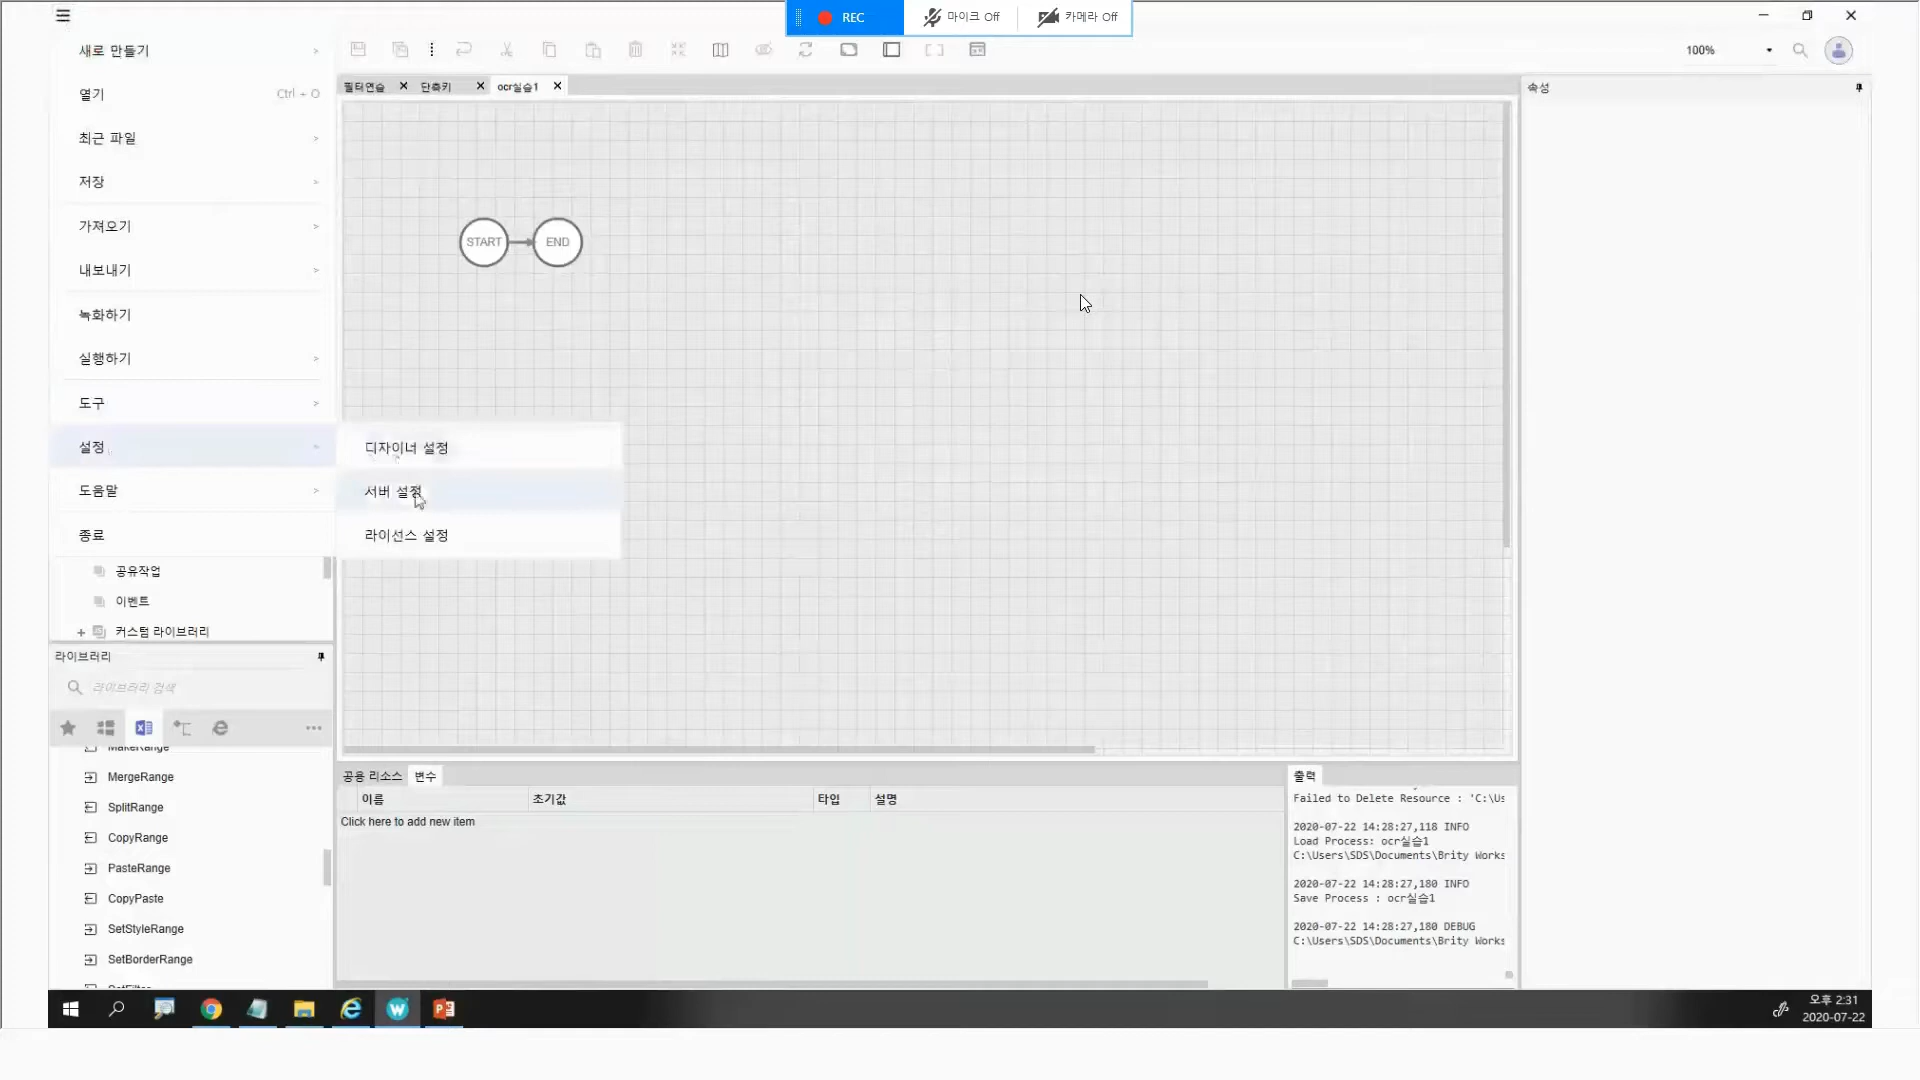 REC
마이크 Off
카메라 Off
새로 만들기
열기
Ctrl + O
최근 파일
저장
가져오기
내보내기
녹화하기
실행하기
도구
설정
도움말
종료
디자이너 설정
서버 설정
라이선스 설정
100%
필터연습
단축키
ocr실습1
속성
START
END
공유작업
이벤트
커스텀 라이브러리
라이브러리
라이브러리 검색
MakeRange
MergeRange
SplitRange
CopyRange
PasteRange
CopyPaste
SetStyleRange
SetBorderRange
공용 리소스
변수
이름
초기값
타입
설명
Click here to add new item
출력
Failed to Delete Resource : 'C:\Us
2020-07-22 14:28:27,118 INFO
Load Process: ocr실습1
C:\Users\SDS\Documents\Brity Works
2020-07-22 14:28:27,180 INFO
Save Process : ocr실습1
2020-07-22 14:28:27,180 DEBUG
C:\Users\SDS\Documents\Brity Works
오후 2:31
2020-07-22